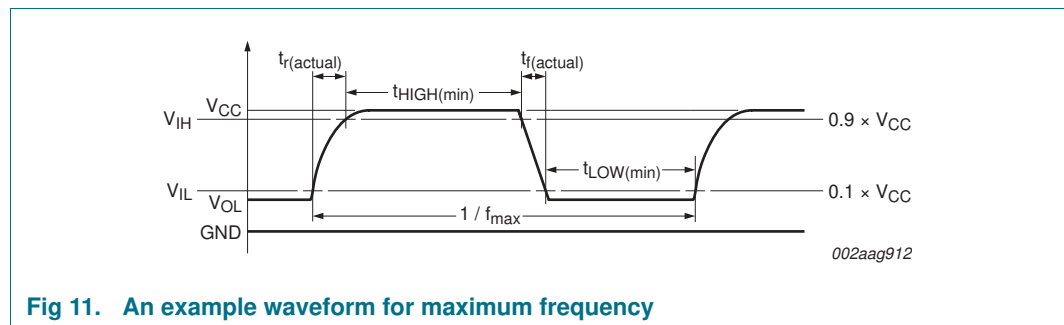 tr(actual)
tf(actual)
tHIGH(min)
VCC
VIH
0.9 × VCC
tLOW(min)
VIL
0.1 × VCC
VOL
1 / fmax
GND
002aag912
Fig 11. An example waveform for maximum frequency